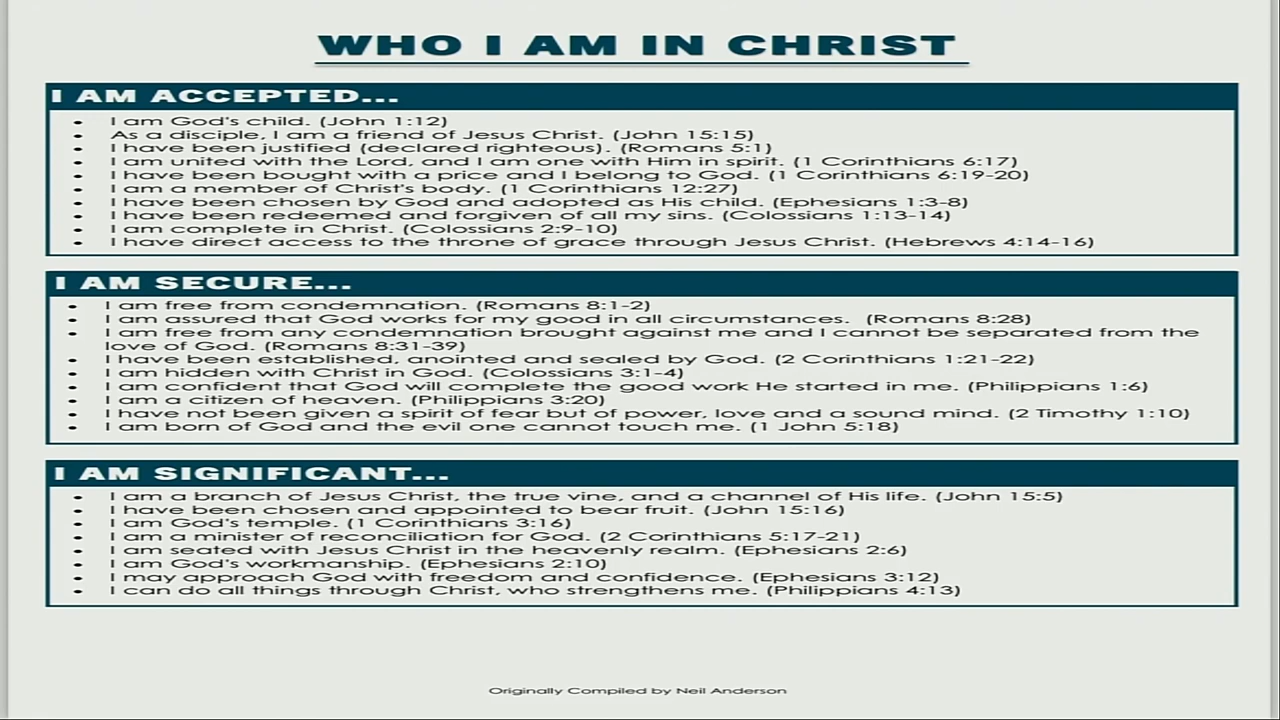 WHO I AM IN CHRIST
I AM ACCEPTED...
• I am God's child. (John 1:12)
• As a disciple, I am a friend of Jesus Christ. (John 15:15)
• I have been justified (declared righteous). (Romans 5:1)
• I am united with the Lord, and I am one with Him in spirit. (1 Corinthians 6:17)
• I have been bought with a price and I belong to God. (1 Corinthians 6:19-20)
• I am a member of Christ's body. (1 Corinthians 12:27)
• I have been chosen by God and adopted as His child. (Ephesians 1:3-8)
• I have been redeemed and forgiven of all my sins. (Colossians 1:13-14)
• I am complete in Christ. (Colossians 2:9-10)
• I have direct access to the throne of grace through Jesus Christ. (Hebrews 4:14-16)
I AM SECURE...
• I am free from condemnation. (Romans 8:1-2)
• I am assured that God works for my good in all circumstances. (Romans 8:28)
• I am free from any condemnation brought against me and I cannot be separated from the
love of God. (Romans 8:31-39)
• I have been established, anointed and sealed by God. (2 Corinthians 1:21-22)
• I am hidden with Christ in God. (Colossians 3:1-4)
• I am confident that God will complete the good work He started in me. (Philippians 1:6)
• I am a citizen of heaven. (Philippians 3:20)
• I have not been given a spirit of fear but of power, love and a sound mind. (2 Timothy 1:10)
• I am born of God and the evil one cannot touch me. (1 John 5:18)
I AM SIGNIFICANT...
• I am a branch of Jesus Christ, the true vine, and a channel of His life. (John 15:5)
• I have been chosen and appointed to bear fruit. (John 15:16)
• I am God's temple. (1 Corinthians 3:16)
• I am a minister of reconciliation for God. (2 Corinthians 5:17-21)
• I am seated with Jesus Christ in the heavenly realm. (Ephesians 2:6)
• I am God's workmanship. (Ephesians 2:10)
• I may approach God with freedom and confidence. (Ephesians 3:12)
• I can do all things through Christ, who strengthens me. (Philippians 4:13)
Originally Compiled by Neil Anderson